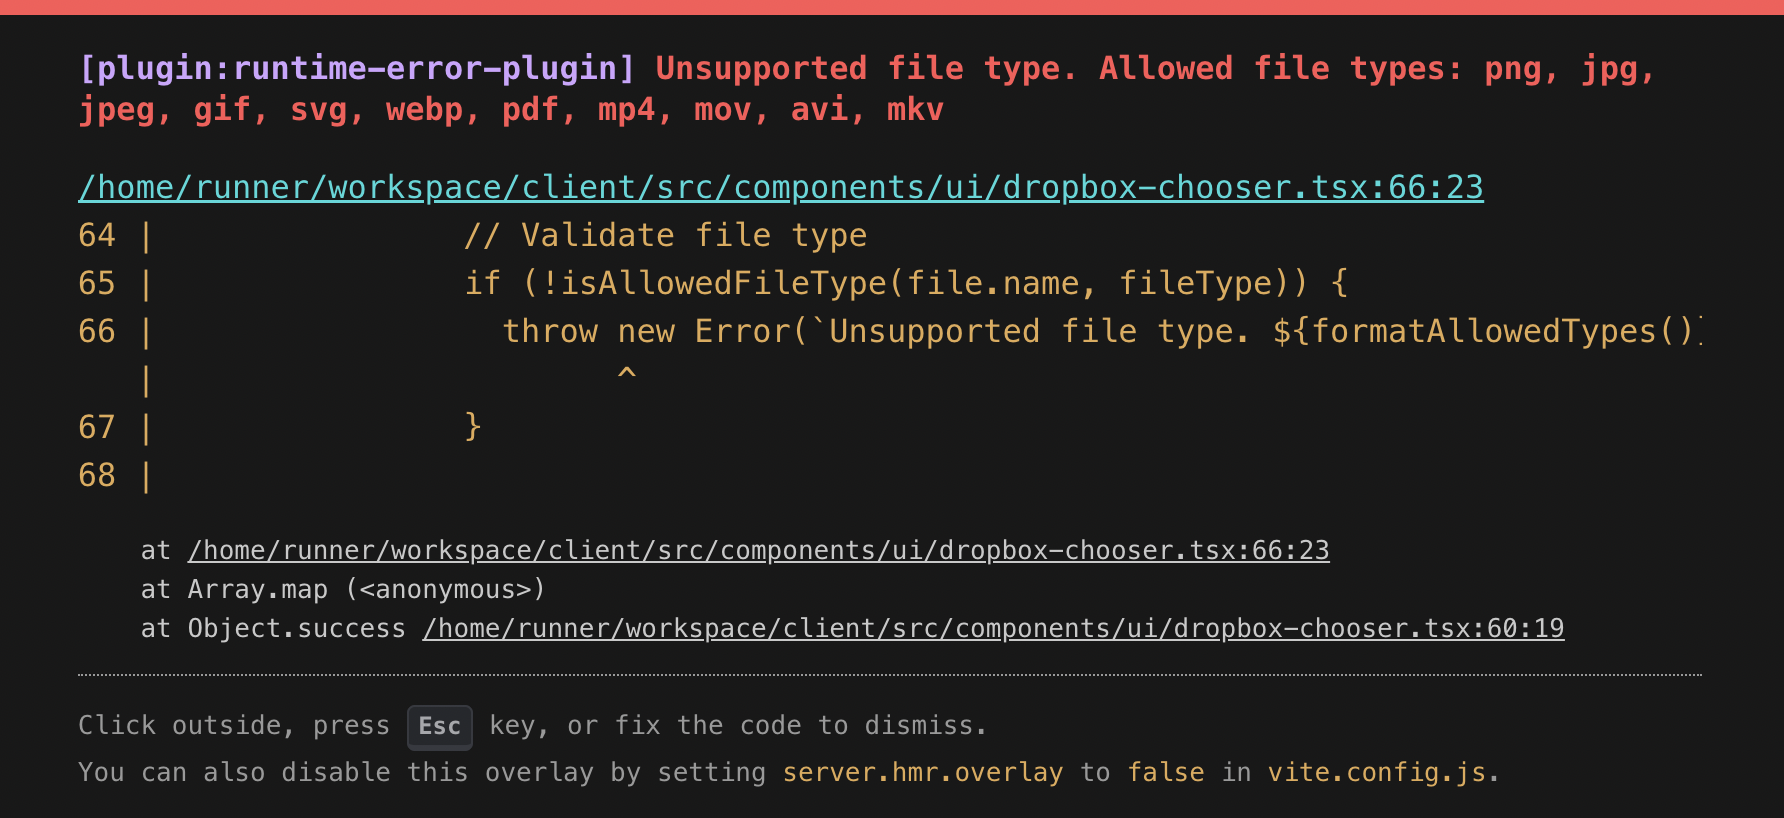 [plugin:runtime-error-plugin] Unsupported file type. Allowed file types: png, jpg,
jpeg, gif, svg, webp, pdf, mp4, mov, avi, mkv
/home/runner/workspace/client/src/components/ui/dropbox-chooser.tsx:66:23
64 |                // Validate file type
65 |                if (!isAllowedFileType(file.name, fileType)) {
66 |                  throw new Error(`Unsupported file type. ${formatAllowedTypes()}
   |                        ^
67 |                }
68 |
    at /home/runner/workspace/client/src/components/ui/dropbox-chooser.tsx:66:23
    at Array.map (<anonymous>)
    at Object.success /home/runner/workspace/client/src/components/ui/dropbox-chooser.tsx:60:19
Click outside, press Esc key, or fix the code to dismiss.
You can also disable this overlay by setting server.hmr.overlay to false in vite.config.js.